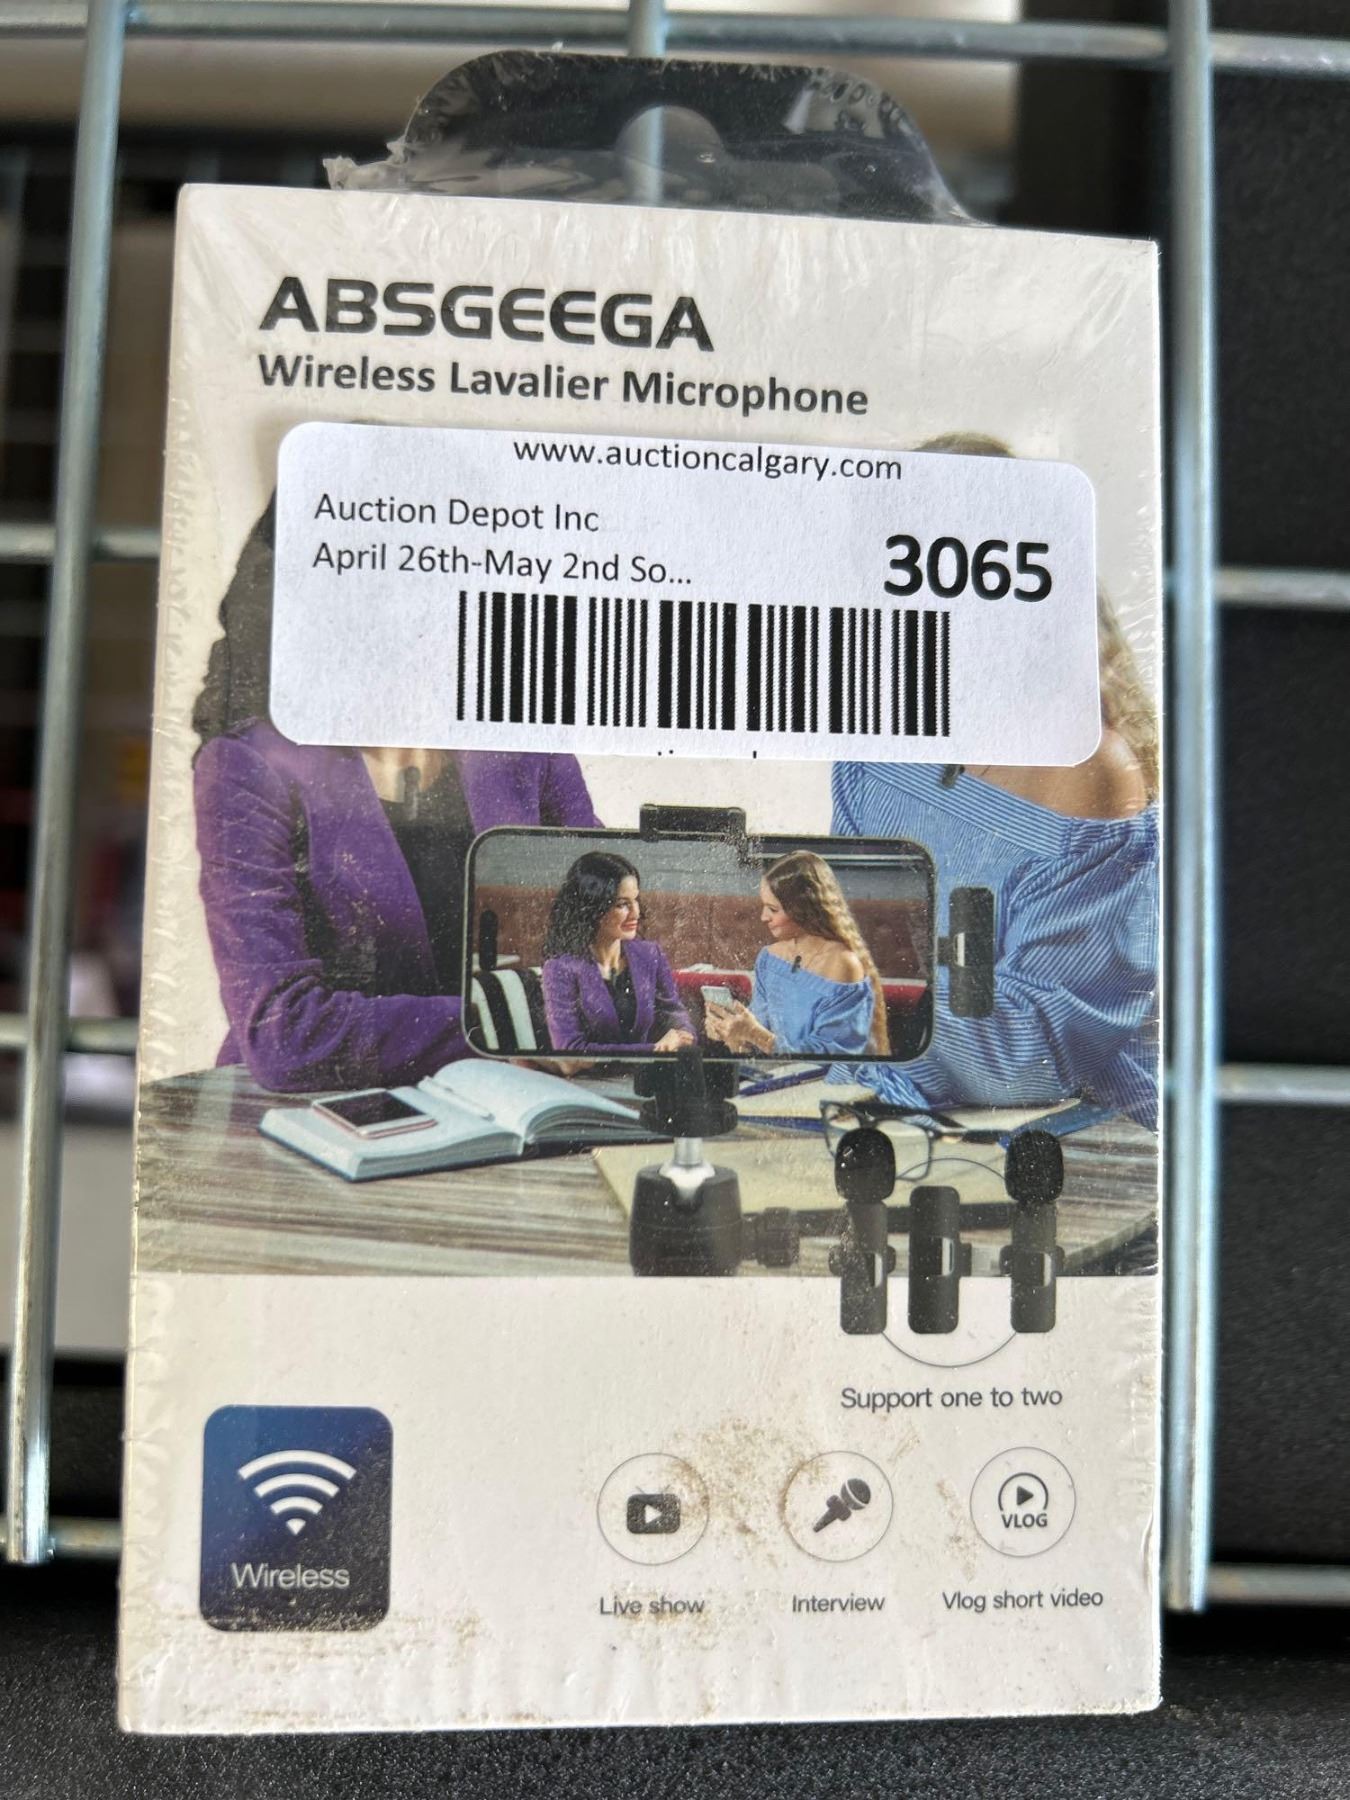 ABSGEEGA
Wireless Lavalier Microphone
www.auctioncalgary.com
Auction Depot Inc
April 26th-May 2nd So...
3065
Support one to two
Wireless
VLOG
Live show
Interview
Vlog short video